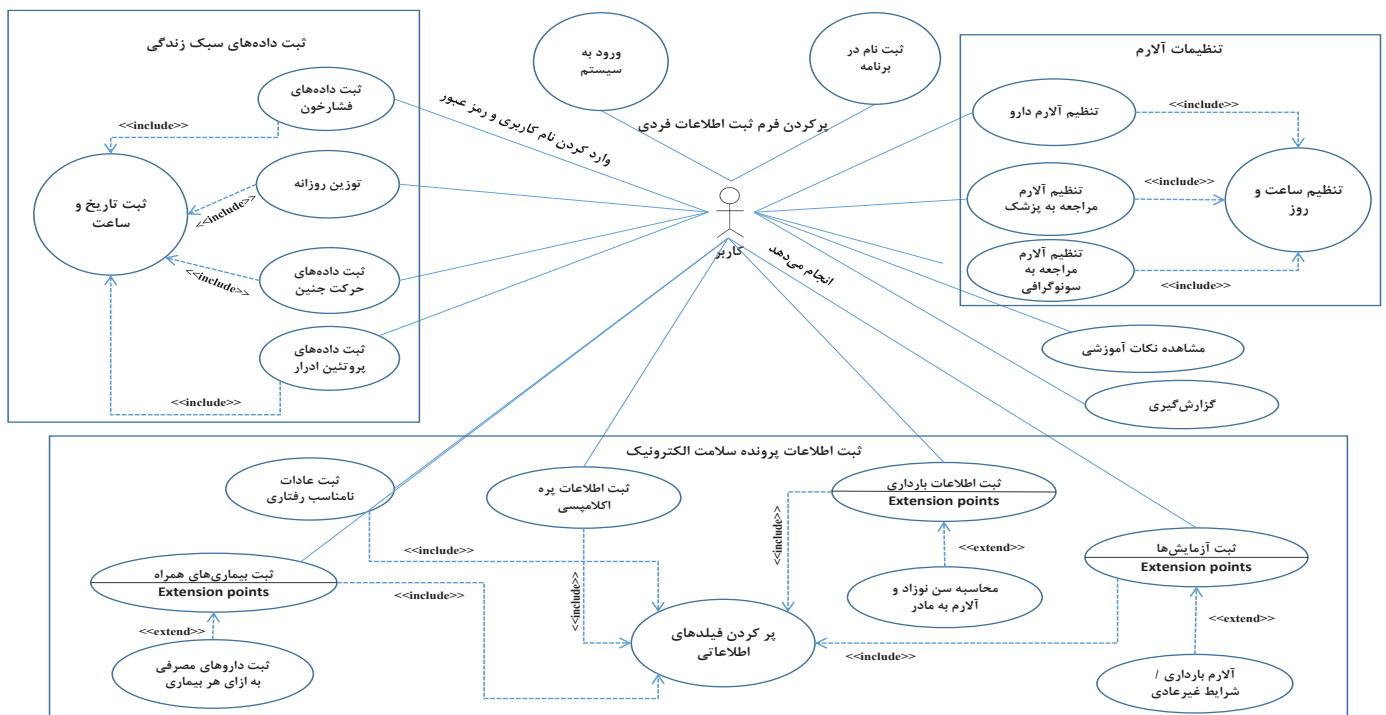 ثبت داده‌های سبک زندگی
ثبت داده‌های
فشارخون
<<include>>
توزین روزانه
<<include>>
ثبت تاریخ و
ساعت
ثبت داده‌های
حرکت جنین
<<include>>
ثبت داده‌های
پروتئین ادرار
<<include>>
ورود به
سیستم
ثبت نام در
برنامه
وارد کردن نام کاربری و رمز عبور
پرکردن فرم ثبت اطلاعات فردی
کاربر
انجام می‌دهد
تنظیمات آلارم
تنظیم آلارم دارو
<<include>>
تنظیم آلارم
مراجعه به پزشک
<<include>>
تنظیم ساعت و
روز
تنظیم آلارم
مراجعه به
سونوگرافی
<<include>>
مشاهده نکات آموزشی
گزارش‌گیری
ثبت اطلاعات پرونده سلامت الکترونیک
ثبت عادات
نامناسب رفتاری
<<include>>
ثبت اطلاعات پره
اکلامپسی
<<include>>
ثبت اطلاعات بارداری
Extension points
<<include>>
<<extend>>
محاسبه سن نوزاد و
آلارم به مادر
ثبت آزمایش‌ها
Extension points
<<include>>
<<extend>>
آلارم بارداری /
شرایط غیرعادی
ثبت بیماری‌های همراه
Extension points
<<include>>
<<extend>>
ثبت داروهای مصرفی
به ازای هر بیماری
پر کردن فیلدهای
اطلاعاتی